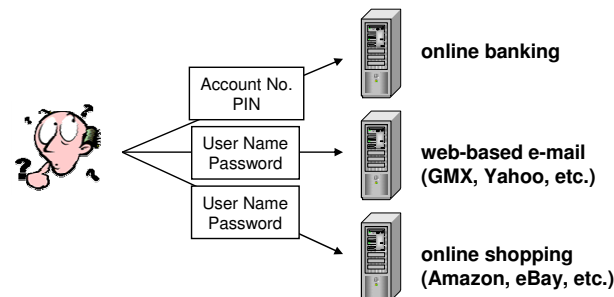 online banking
Account No.
PIN
User Name
Password
web-based e-mail
(GMX, Yahoo, etc.)
User Name
Password
online shopping
(Amazon, eBay, etc.)
?